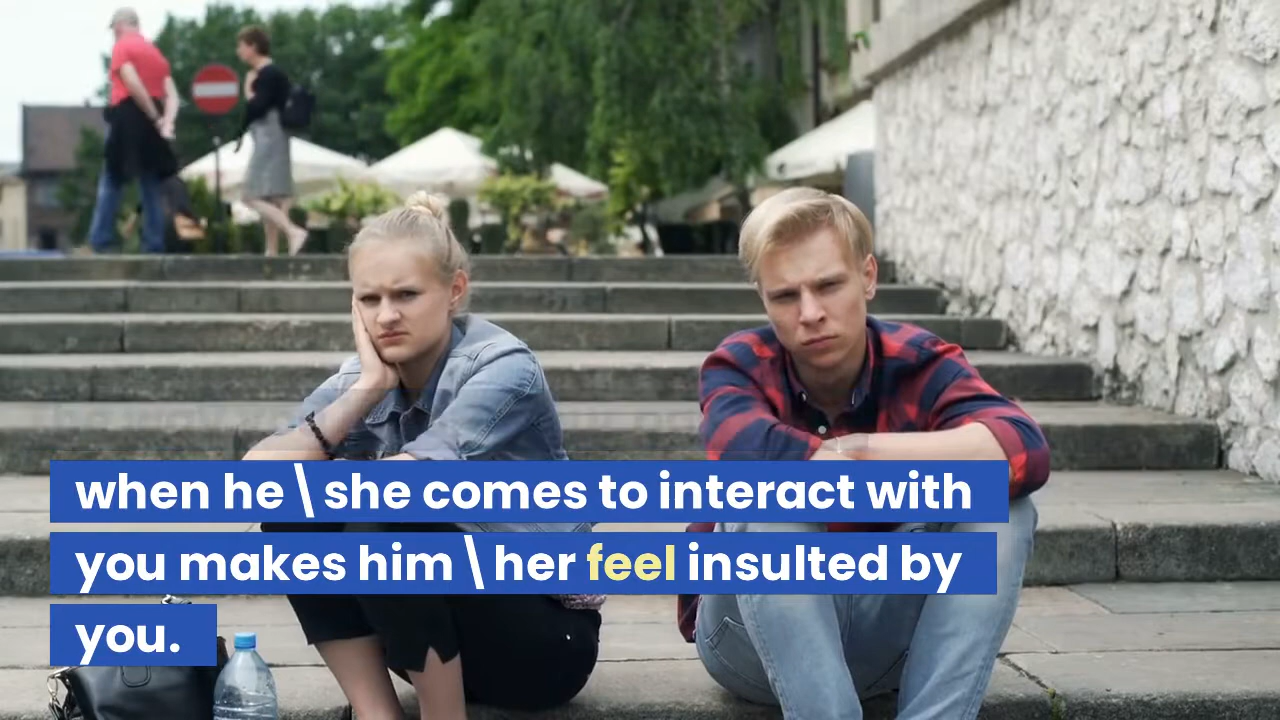 when he\she comes to interact with
you makes him\her feel insulted by
you.